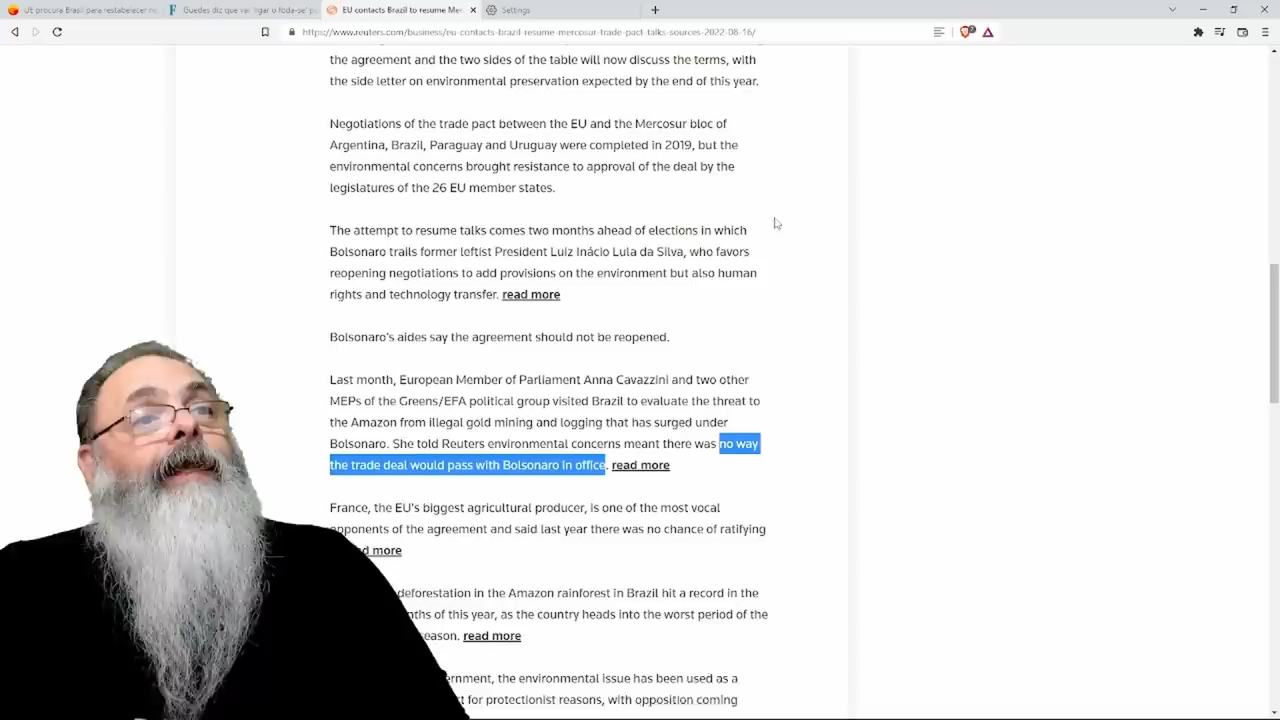 UE procura Brasil para restabelecer ne
Guedes diz que vai 'ligar o foda-se' pa
EU contacts Brazil to resume Mer
Settings
https://www.reuters.com/business/eu-contacts-brazil-resume-mercosur-trade-pact-talks-sources-2022-08-16/
the agreement and the two sides of the table will now discuss the terms, with
the side letter on environmental preservation expected by the end of this year.
Negotiations of the trade pact between the EU and the Mercosur bloc of
Argentina, Brazil, Paraguay and Uruguay were completed in 2019, but the
environmental concerns brought resistance to approval of the deal by the
legislatures of the 26 EU member states.
The attempt to resume talks comes two months ahead of elections in which
Bolsonaro trails former leftist President Luiz Inácio Lula da Silva, who favors
reopening negotiations to add provisions on the environment but also human
rights and technology transfer. read more
Bolsonaro's aides say the agreement should not be reopened.
Last month, European Member of Parliament Anna Cavazzini and two other
MEPs of the Greens/EFA political group visited Brazil to evaluate the threat to
the Amazon from illegal gold mining and logging that has surged under
Bolsonaro. She told Reuters environmental concerns meant there was no way
the trade deal would pass with Bolsonaro in office. read more
France, the EU's biggest agricultural producer, is one of the most vocal
opponents of the agreement and said last year there was no chance of ratifying
more
deforestation in the Amazon rainforest in Brazil hit a record in the
of this year, as the country heads into the worst period of the
season. read more
the environmental issue has been used as a
for protectionist reasons, with opposition coming